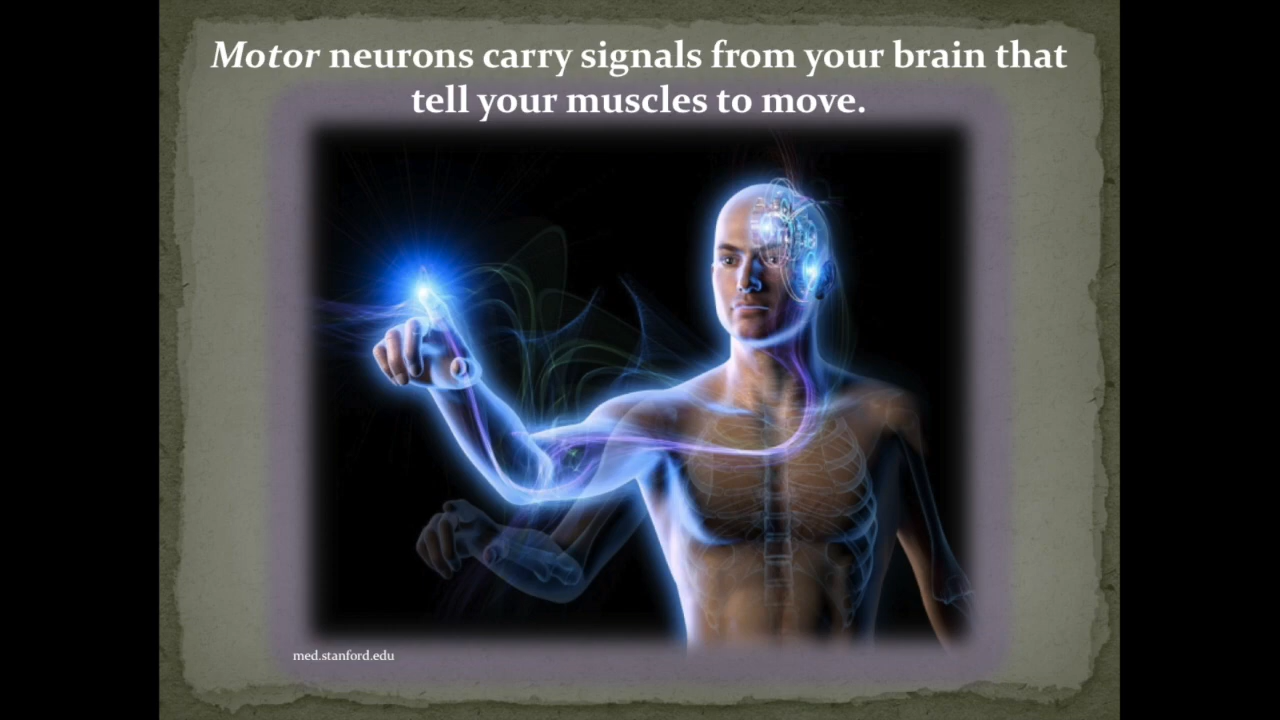 Motor neurons carry signals from your brain that
tell your muscles to move.
med.stanford.edu